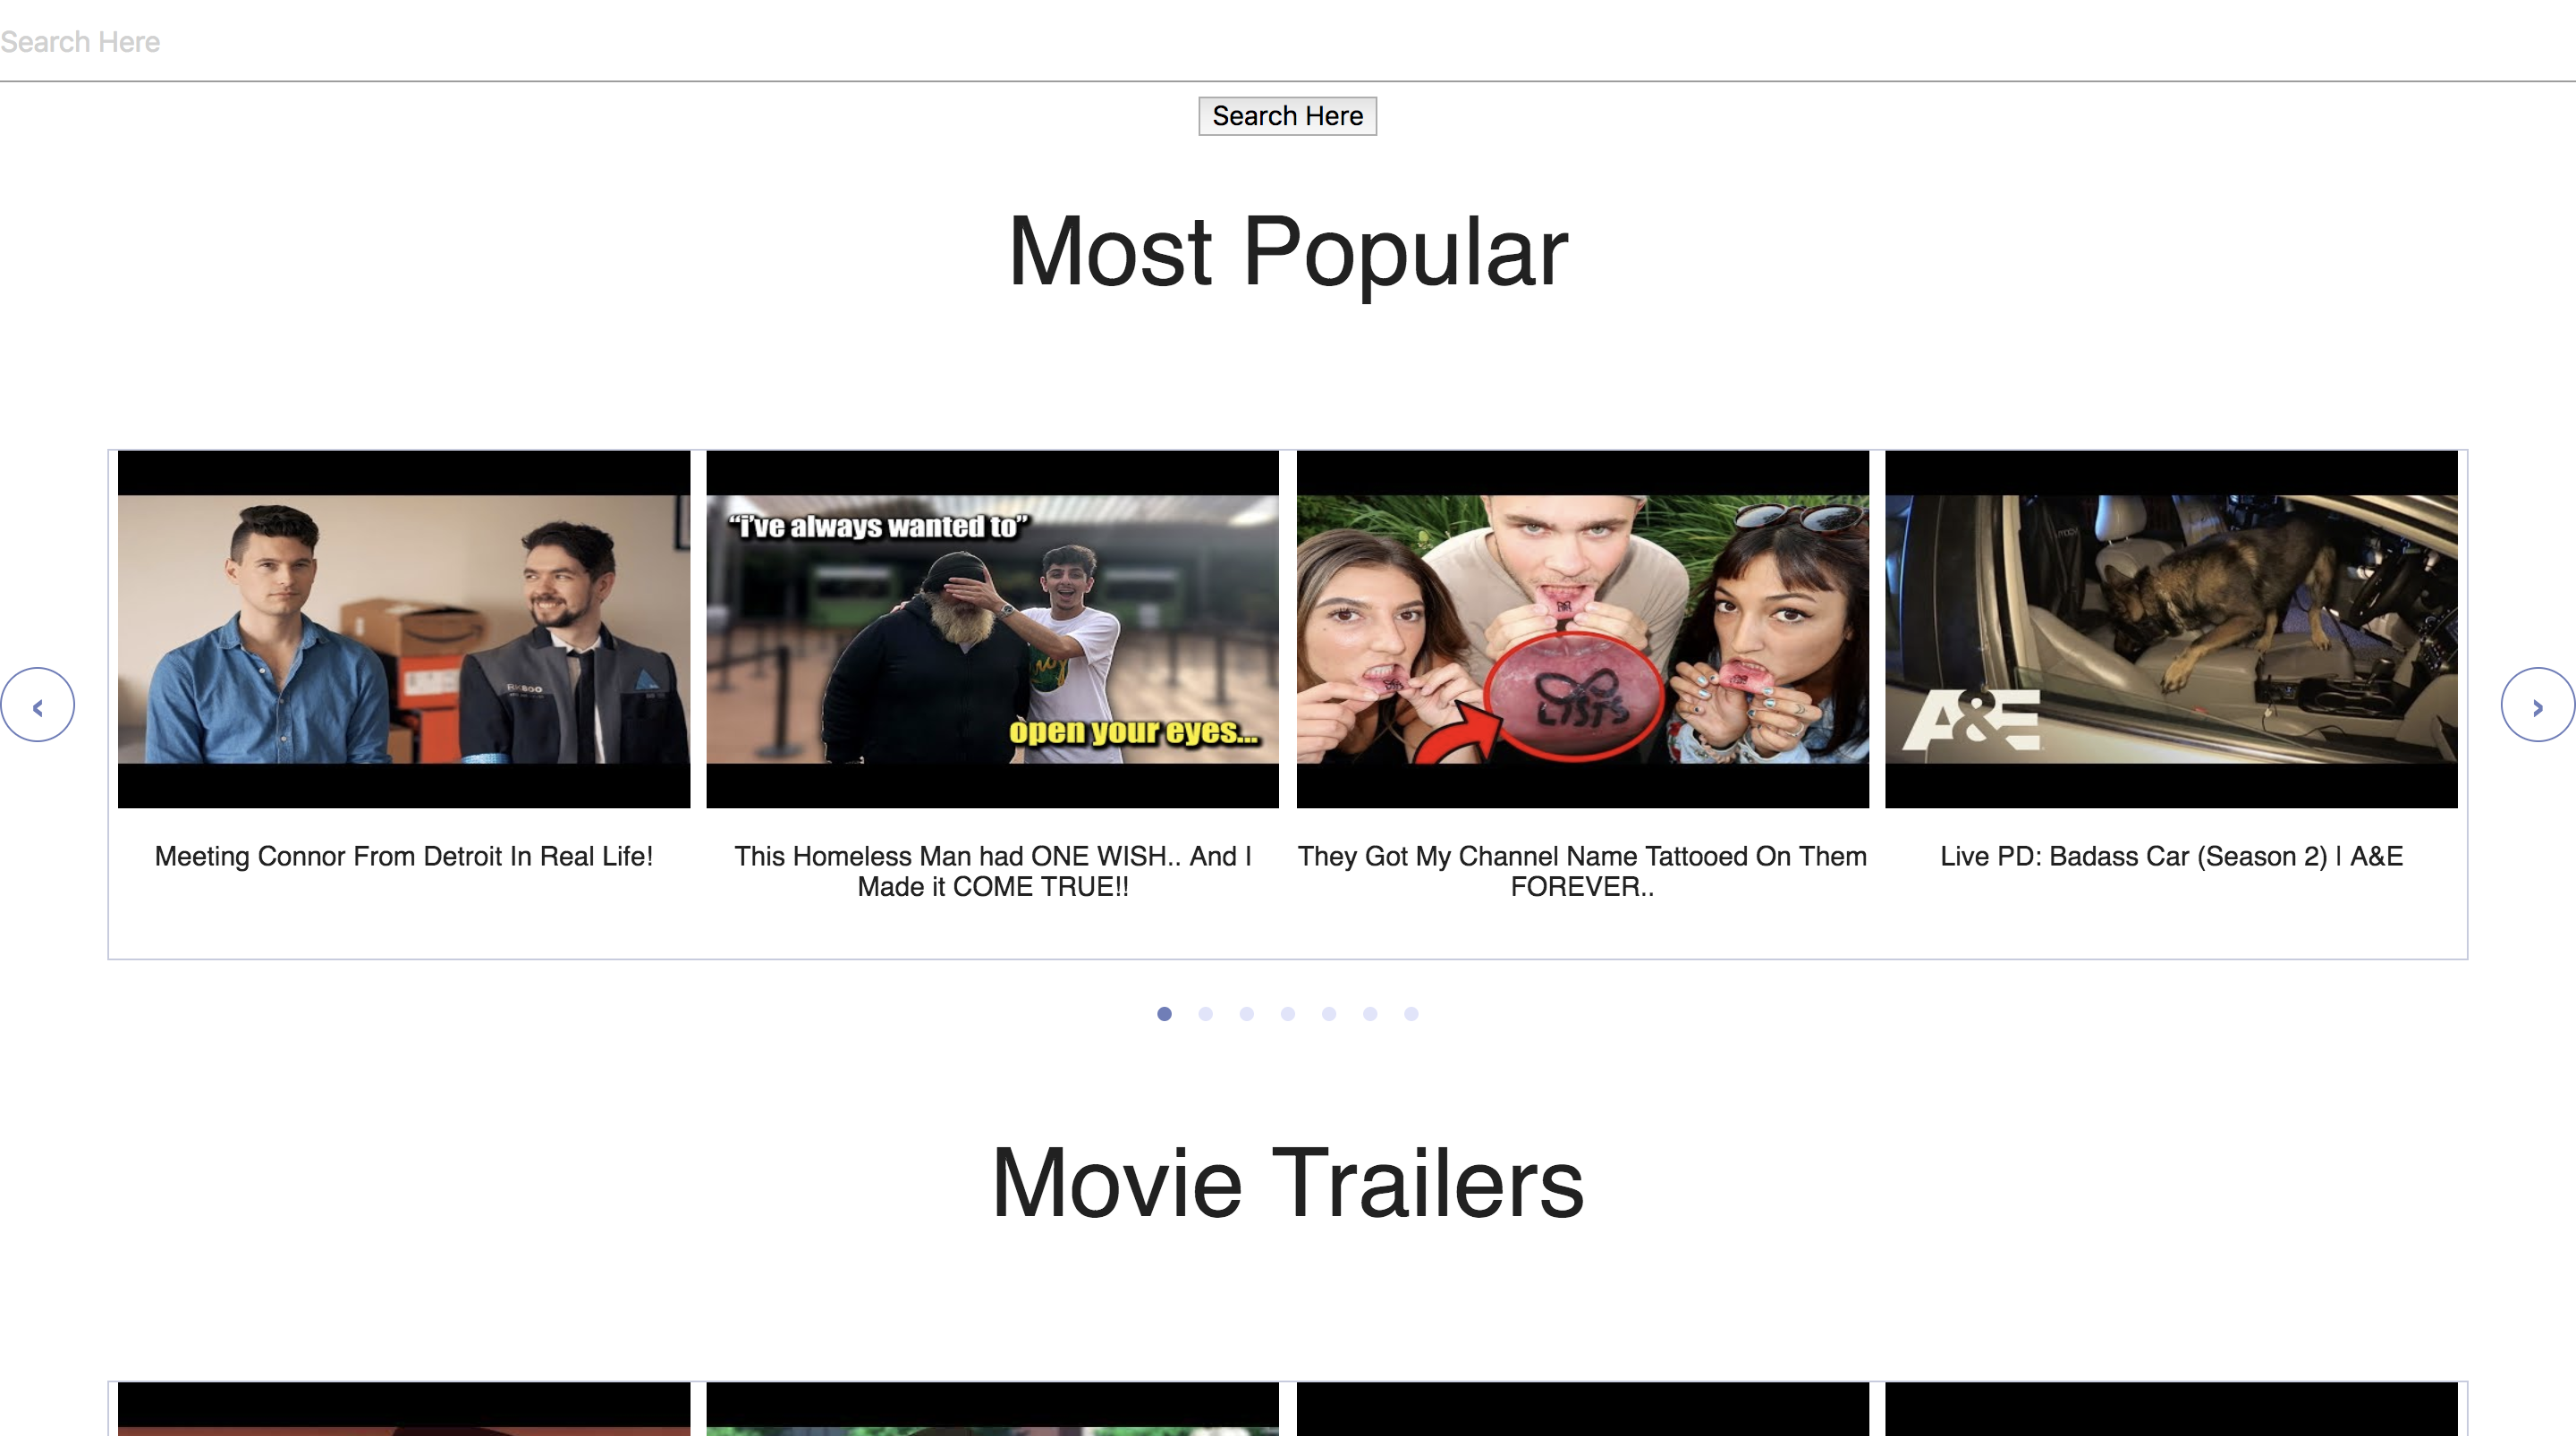 Search Here
Search Here
Most Popular
“i've always wanted to”
open your eyes...
RK800
LISTS
A&E
‹
›
Meeting Connor From Detroit In Real Life!
This Homeless Man had ONE WISH.. And I
Made it COME TRUE!!
They Got My Channel Name Tattooed On Them
FOREVER..
Live PD: Badass Car (Season 2) | A&E
Movie Trailers